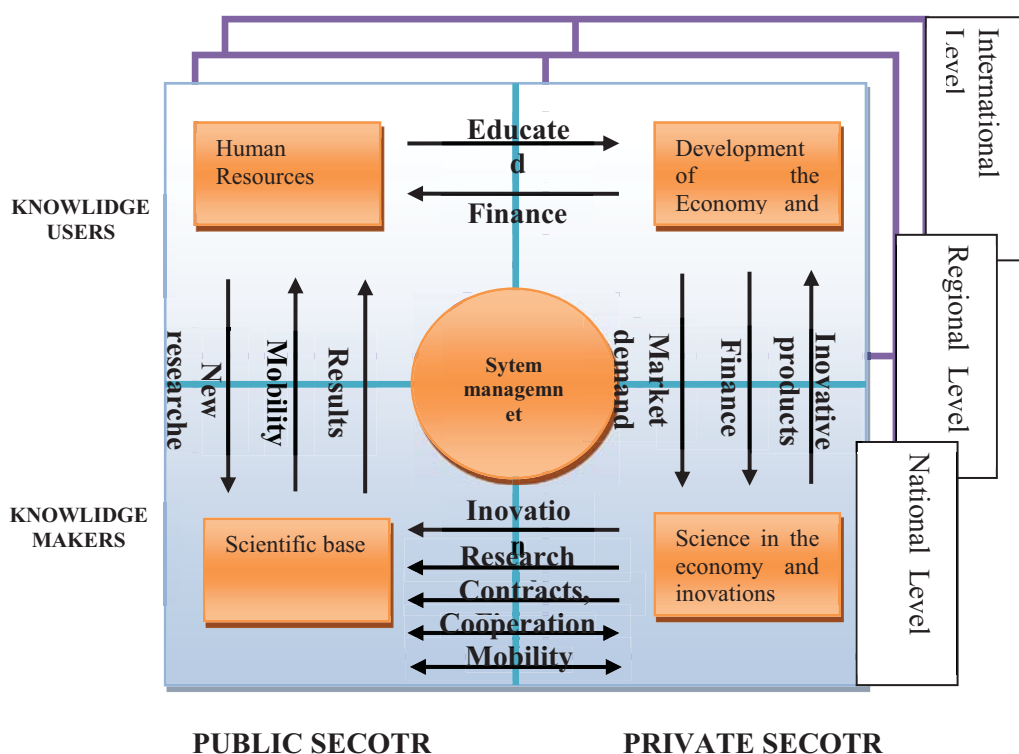 International
Level
Regional Level
National Level
KNOWLIDGE
USERS
KNOWLIDGE
MAKERS
Human
Resources
Educate
d
Finance
Development
of the
Economy and
researche
New
Mobility
Results
Sytem
managemn
et
demand
Market
Finance
products
Inovative
Scientific base
Inovatio
n
Research
Contracts,
Cooperation
Mobility
Science in the
economy and
inovations
PUBLIC SECOTR
PRIVATE SECOTR